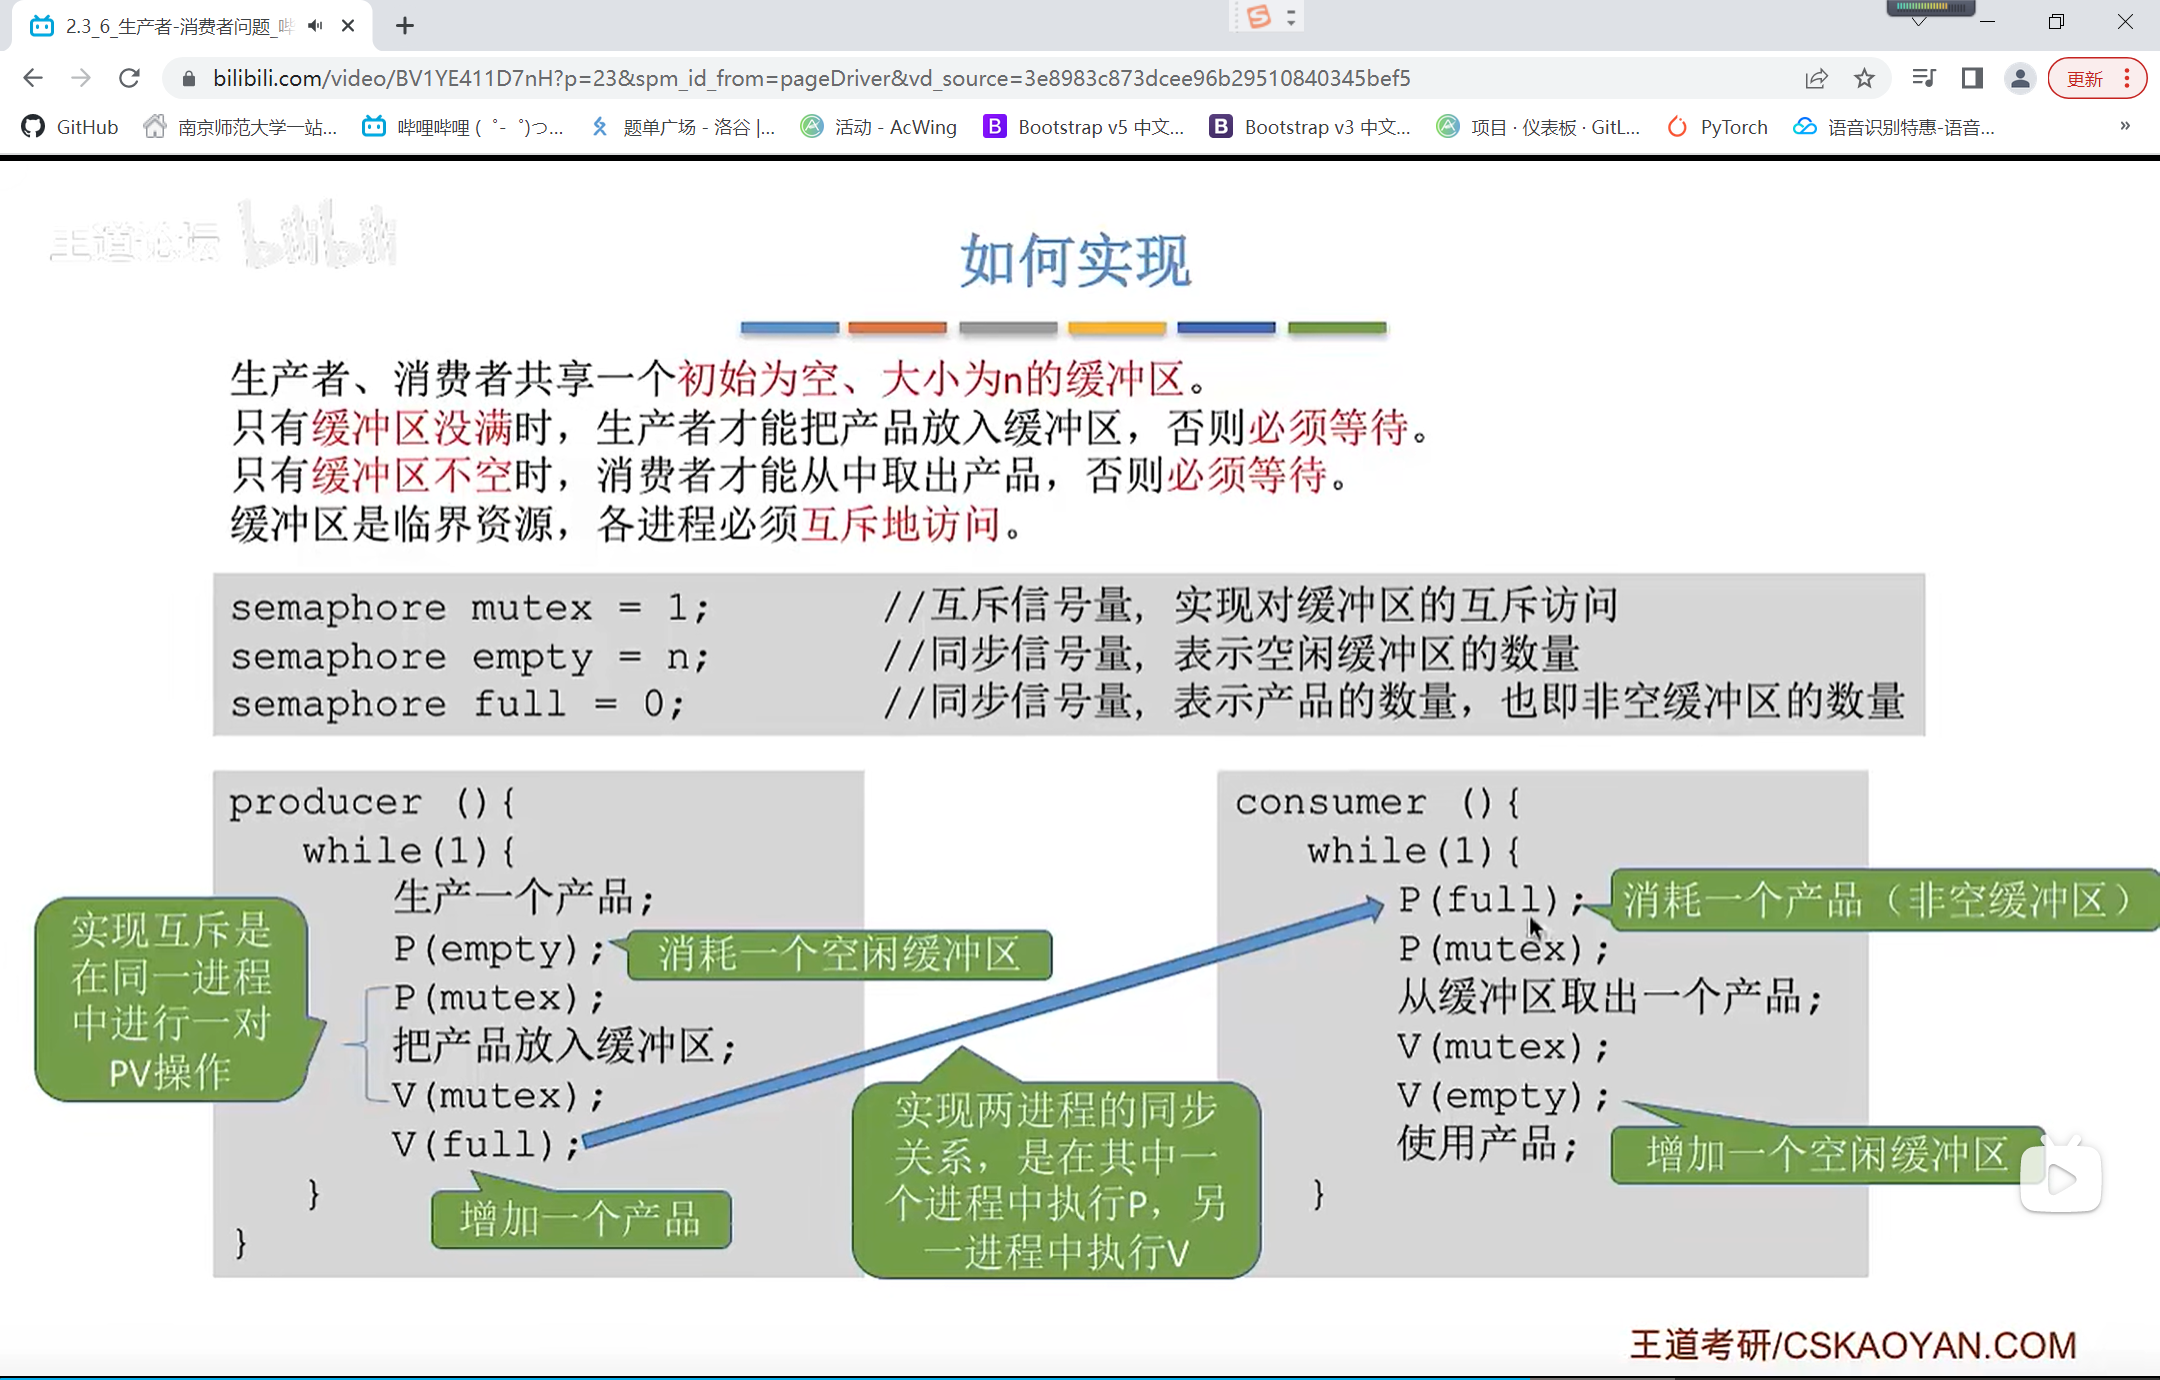 2.3_6_生产者-消费者问题_哔
bilibili.com/video/BV1YE411D7nH?p=23&spm_id_from=pageDriver&vd_source=3e8983c873dcee96b29510840345bef5
更新
GitHub
南京师范大学一站...
哔哩哔哩 (゜-゜)つ...
题单广场 - 洛谷 |...
活动 - AcWing
Bootstrap v5 中文...
Bootstrap v3 中文...
项目 · 仪表板 · GitL...
PyTorch
语音识别特惠-语音...
»
王道论坛 bilibili
如何实现
生产者、消费者共享一个初始为空、大小为n的缓冲区。
只有缓冲区没满时，生产者才能把产品放入缓冲区，否则必须等待。
只有缓冲区不空时，消费者才能从中取出产品，否则必须等待。
缓冲区是临界资源，各进程必须互斥地访问。
semaphore mutex = 1; //互斥信号量，实现对缓冲区的互斥访问
semaphore empty = n; //同步信号量，表示空闲缓冲区的数量
semaphore full = 0; //同步信号量，表示产品的数量，也即非空缓冲区的数量
producer (){
while(1){
生产一个产品;
P(empty);
消耗一个空闲缓冲区
P(mutex);
把产品放入缓冲区;
V(mutex);
V(full);
增加一个产品
}
}
实现互斥是
在同一进程
中进行一对
PV操作
实现两进程的同步
关系，是在其中一
个进程中执行P，另
一进程中执行V
consumer (){
while(1){
P(full);
消耗一个产品（非空缓冲区）
P(mutex);
从缓冲区取出一个产品;
V(mutex);
V(empty);
增加一个空闲缓冲区
使用产品;
}
王道考研/CSKAOYAN.COM